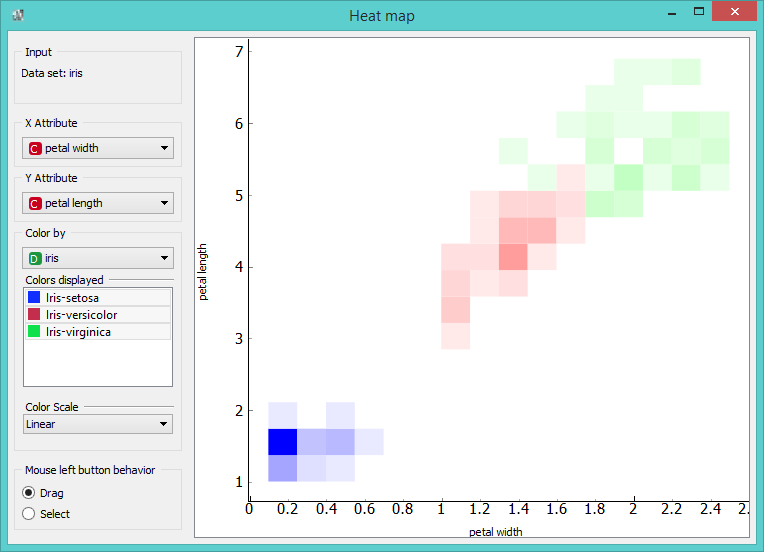 Heat map
Input
Data set: iris
X Attribute
C petal width
Y Attribute
C petal length
Color by
D iris
Colors displayed
Iris-setosa
Iris-versicolor
Iris-virginica
Color Scale
Linear
Mouse left button behavior
Drag
Select
petal length
7
6
5
4
3
2
1
0 0.2 0.4 0.6 0.8 1 1.2 1.4 1.6 1.8 2 2.2 2.4 2.
petal width